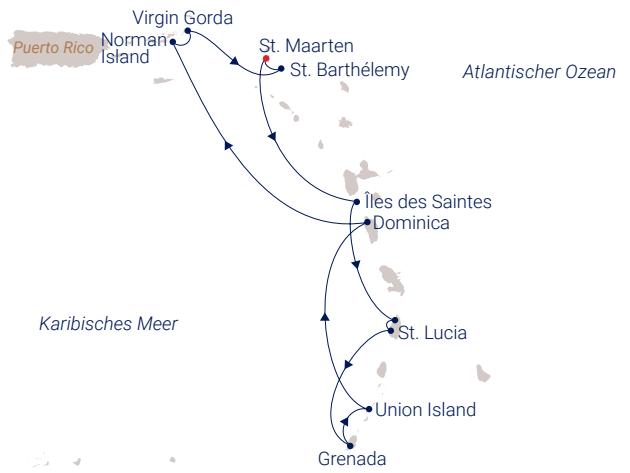 Virgin Gorda
Puerto Rico
Norman
Island
St. Maarten
St. Barthélemy
Atlantischer Ozean
Îles des Saintes
Dominica
Karibisches Meer
St. Lucia
Union Island
Grenada